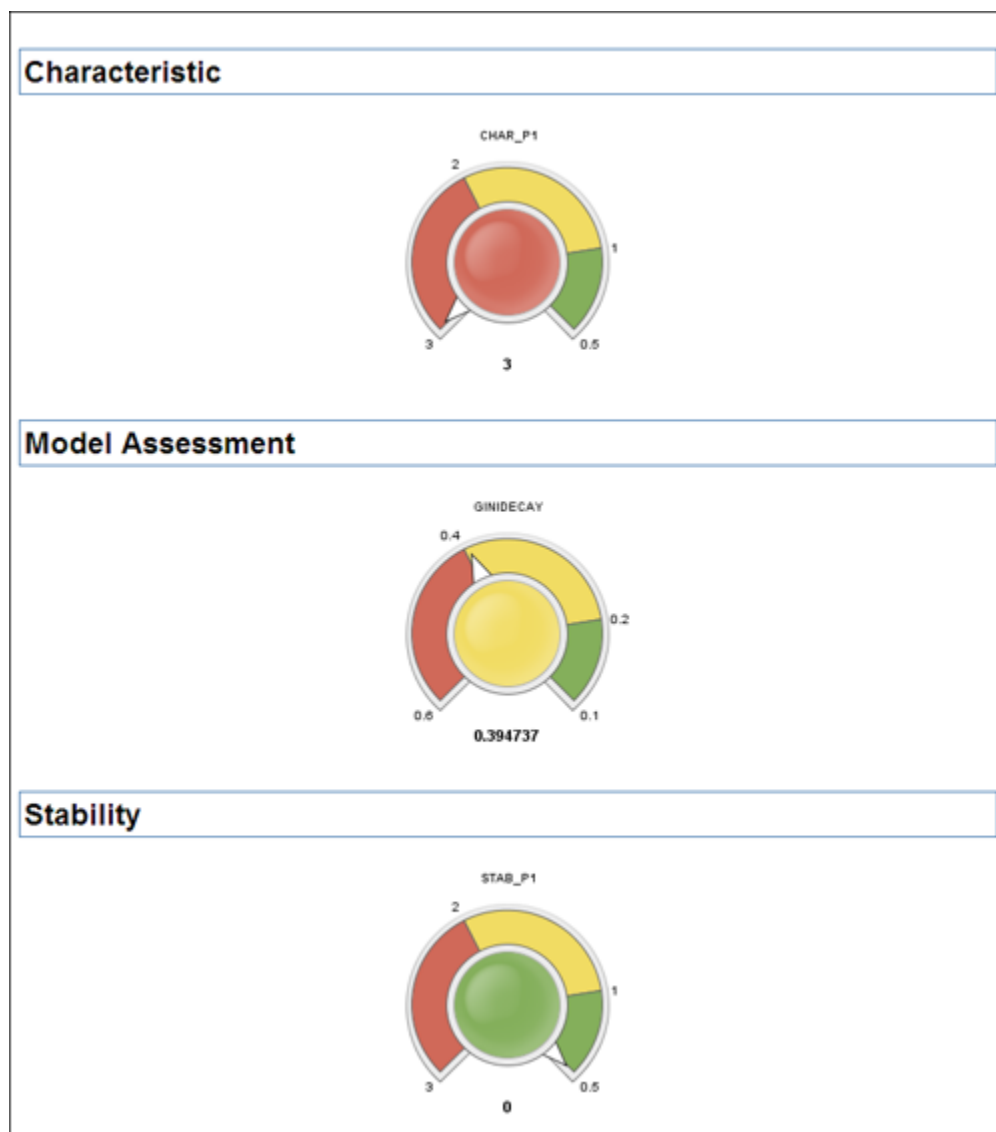 Characteristic
CHAR_P1
2
1
3
0.5
3
Model Assessment
GINIDECAY
0.4
0.2
0.6
0.1
0.394737
Stability
STAB_P1
2
1
3
0.5
0